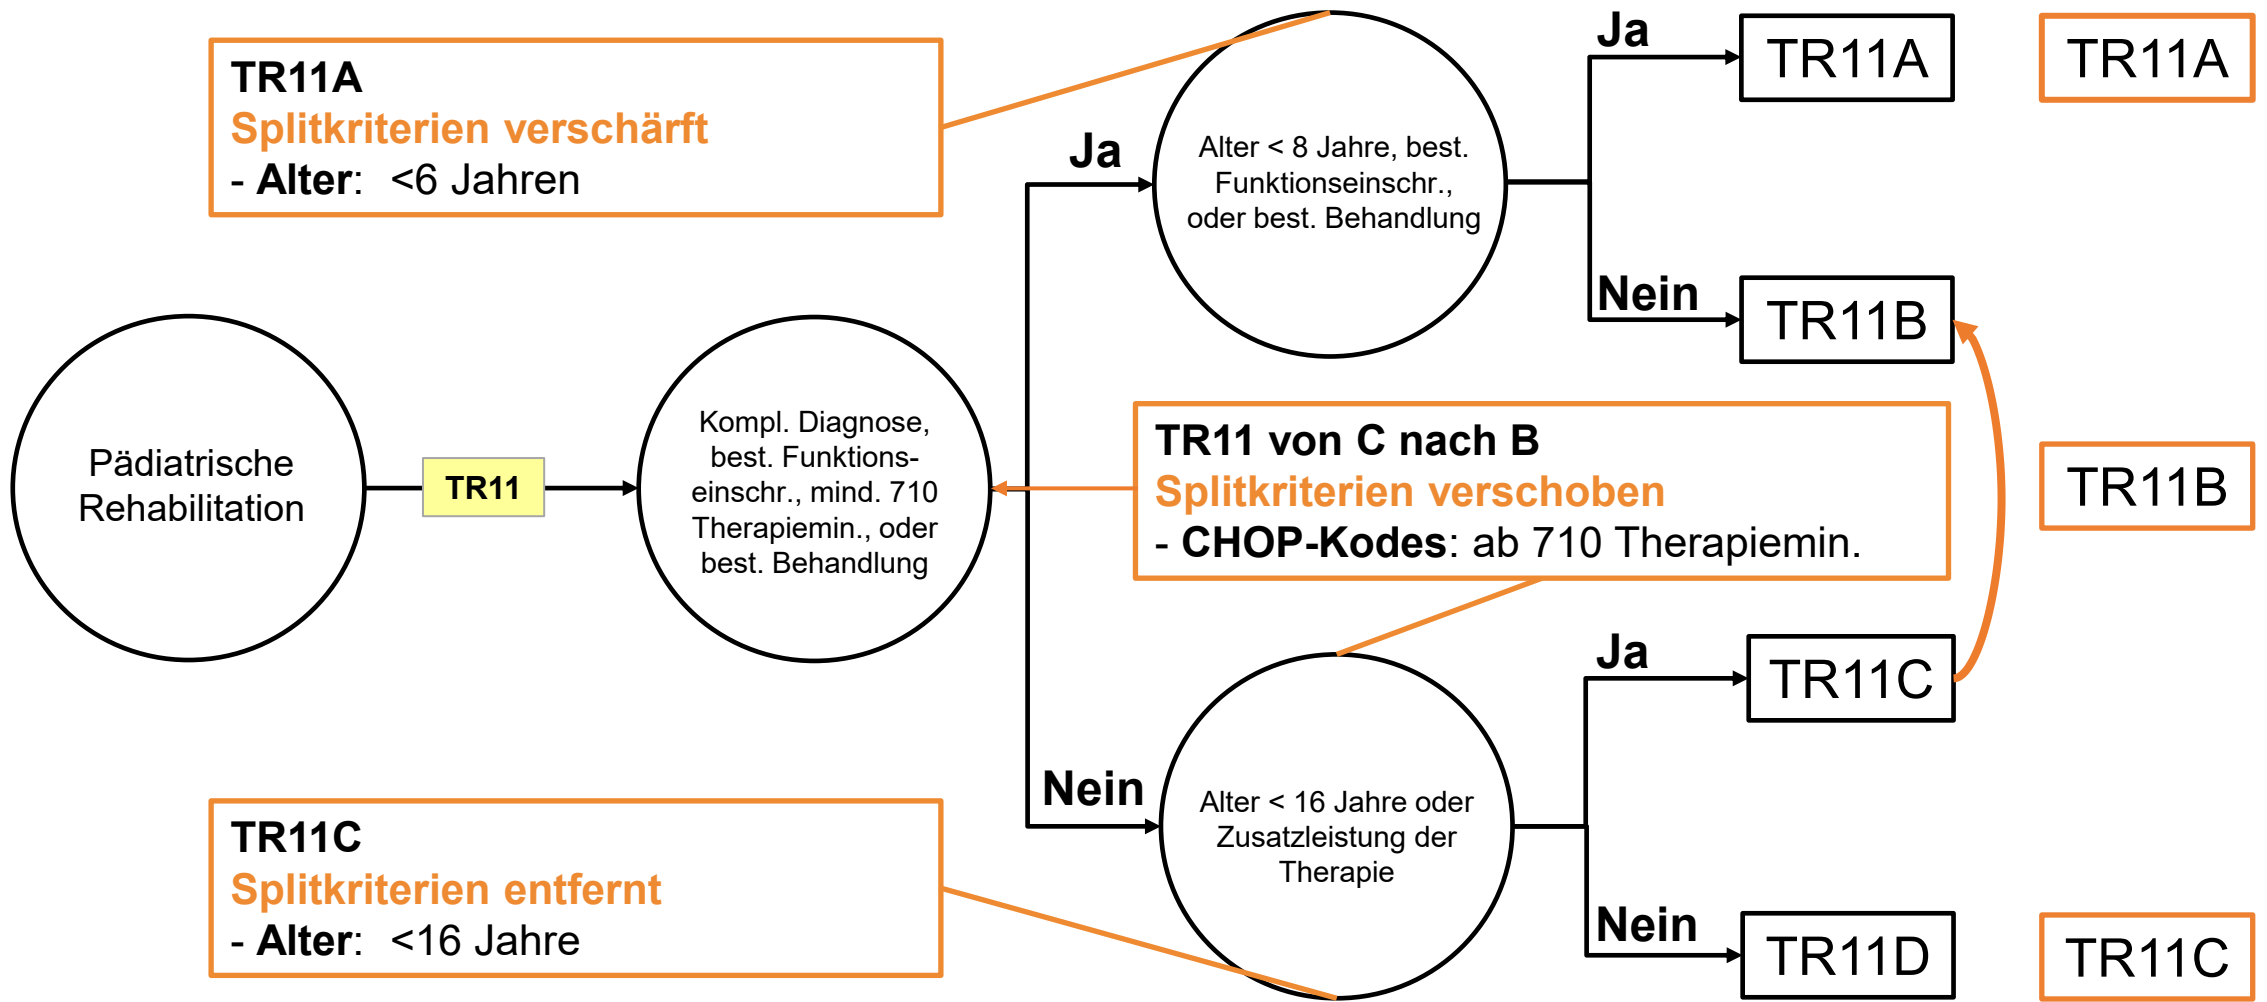 TR11A
Splitkriterien verschärft
- Alter: <6 Jahren
Ja
Alter < 8 Jahre, best.
Funktionseinschr.,
oder best. Behandlung
Ja
TR11A
TR11A
Nein
TR11B
Pädiatrische
Rehabilitation
TR11
Kompl. Diagnose,
best. Funktions-
einschr., mind. 710
Therapiemin., oder
best. Behandlung
TR11 von C nach B
Splitkriterien verschoben
- CHOP-Kodes: ab 710 Therapiemin.
TR11B
Nein
Alter < 16 Jahre oder
Zusatzleistung der
Therapie
Ja
TR11C
Nein
TR11D
TR11C
TR11C
Splitkriterien entfernt
- Alter: <16 Jahre